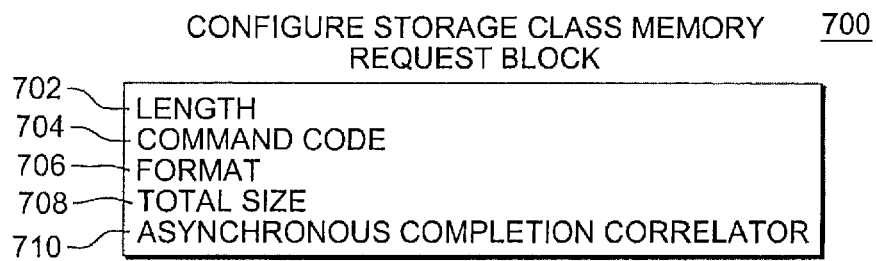 CONFIGURE STORAGE CLASS MEMORY 700
REQUEST BLOCK
702 LENGTH
704 COMMAND CODE
706 FORMAT
708 TOTAL SIZE
710 ASYNCHRONOUS COMPLETION CORRELATOR